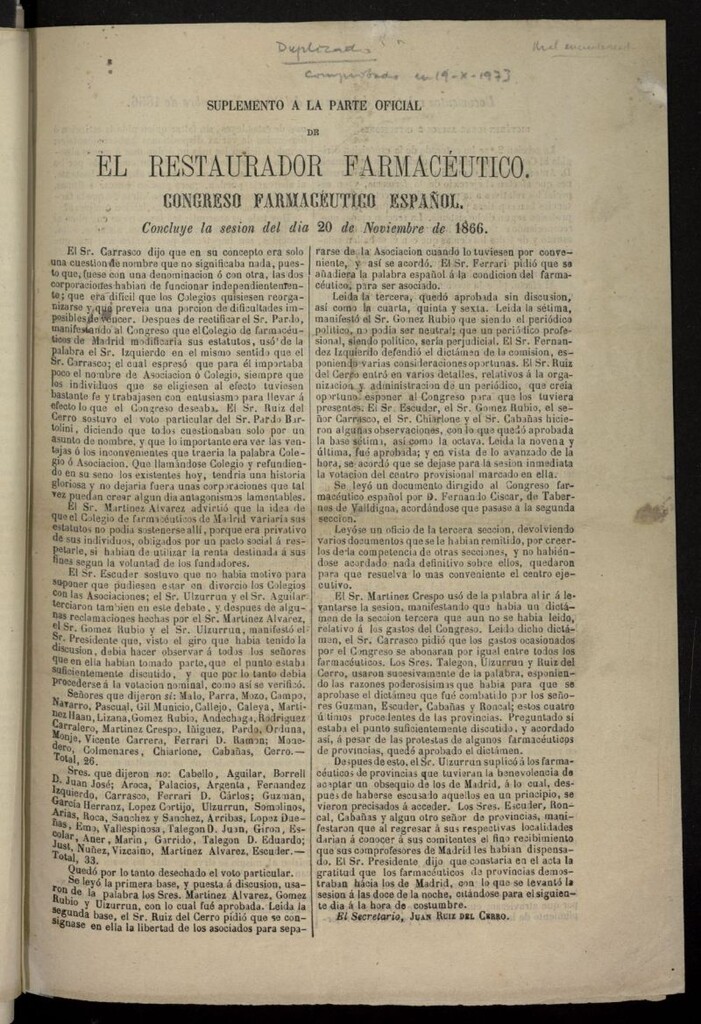 Duplicado
Comprobado en 19-X-1973
SUPLEMENTO A LA PARTE OFICIAL
DE
EL RESTAURADOR FARMACÉUTICO.
CONGRESO FARMACÉUTICO ESPAÑOL.
Concluye la sesion del dia 20 de Noviembre de 1866.
El Sr. Carrasco dijo que en su concepto era solo
una cuestion de nombre que no significaba nada, pues-
to que, fuese con una denominacion ó con otra, las dos
corporaciones habian de funcionar independientemen-
te; que era dificil que los Colegios quisiesen reorga-
nizarse y que preveia una porcion de dificultades im-
posibles de vencer. Despues de rectificar el Sr. Pardo,
manifestando al Congreso que el Colegio de farmacéu-
ticos de Madrid modificaria sus estatutos, usó de la
palabra el Sr. Izquierdo en el mismo sentido que el
Sr. Carrasco; el cual espresó que para él importaba
poco el nombre de Asociacion ó Colegio, siempre que
los individuos que se eligiesen al efecto tuviesen
bastante fe y trabajasen con entusiasmo para llevar á
efecto lo que el Congreso deseaba. El Sr. Ruiz del
Cerro sostuvo el voto particular del Sr. Pardo Bar-
tolini, diciendo que todos cuestionaban solo por un
asunto de nombre, y que lo importante era ver las ven-
tajas ó los inconvenientes que traeria la palabra Cole-
gio ó Asociacion. Que llamándose Colegio y refundien-
do en su seno los existentes hoy, tendria una historia
gloriosa y no dejaria fuera unas corporaciones que tal
vez puedan crear algun dia antagonismos lamentables.
El Sr. Martinez Alvarez advirtió que la idea de
que el Colegio de farmacéuticos de Madrid variaria sus
estatutos no podia sostenerse allí, porque era privativo
de sus individuos, obligados por un pacto social á res-
petarle, si habian de utilizar la renta destinada á sus
fines segun la voluntad de los fundadores.
El Sr. Escuder sostuvo que no habia motivo para
suponer que pudiesen estar en divorcio los Colegios
con las Asociaciones; el Sr. Ulzurrun y el Sr. Aguilar
terciaron tambien en este debate, y despues de algu-
nas reclamaciones hechas por el Sr. Martinez Alvarez,
el Sr. Gomez Rubio y el Sr. Ulzurrun, manifestó el
Sr. Presidente que, visto el giro que habia tenido la
discusion, debia hacer observar á todos los señores
que en ella habian tomado parte, que el punto estaba
suficientemente discutido, y que por lo tanto debia
procederse á la votacion nominal, como así se verificó.
Señores que dijeron sí: Malo, Parra, Mozo, Campo,
Navarro, Pascual, Gil Municio, Callejo, Caleya, Marti-
nez Haan, Lizana, Gomez Rubio, Andechaga, Rodriguez
Carralero, Martinez Crespo, Iñiguez, Pardo, Orduna,
Monje, Vicente Carrera, Ferrari D. Ramon; Mone-
dero, Colmenares, Chiarlone, Cabañas, Cerro.—
Total, 26.
Sres. que dijeron no: Cabello, Aguilar, Borrell
D. Juan José; Aroca, Palacios, Argenta, Fernandez
Izquierdo, Carrasco, Ferrari D. Cárlos; Guzman,
García Herranz, Lopez Cortijo, Ulzurrun, Somolinos,
Arias, Roca, Sanchez y Sanchez, Arribas, Lopez Due-
ñas, Eino, Vallespinosa, Talegon D. Juan, Giron, Es-
colar, Aner, Marin, Garrido, Talegon D. Eduardo;
Just, Nuñez, Vizcaino, Martinez Alvarez, Escuder.—
Total, 33.
Quedó por lo tanto desechado el voto particular.
Se leyó la primera base, y puesta á discusion, usa-
ron de la palabra los Sres. Martinez Alvarez, Gomez
Rubio y Ulzurrun, con lo cual fué aprobada. Leida la
segunda base, el Sr. Ruiz del Cerro pidió que se con-
signase en ella la libertad de los asociados para sepa-
rarse de la Asociacion cuando lo tuviesen por conve-
niente, y así se acordó. El Sr. Ferrari pidió que se
añadiera la palabra español á la condicion del farma-
céutico, para ser asociado.
Leida la tercera, quedó aprobada sin discusion,
así como la cuarta, quinta y sexta. Leida la sétima,
manifestó el Sr. Gomez Rubio que siendo el periódico
político, no podia ser neutral; que un periódico profe-
sional, siendo político, seria perjudicial. El Sr. Fernan-
dez Izquierdo defendió el dictámen de la comision, es-
poniendo varias consideraciones oportunas. El Sr. Ruiz
del Cerro entró en varios detalles, relativos á la orga-
nizacion y administracion de un periódico, que creia
oportuno esponer al Congreso para que los tuviera
presentes. El Sr. Escuder, el Sr. Gomez Rubio, el se-
ñor Carrasco, el Sr. Chiarlone y el Sr. Cabañas hicie-
ron algunas observaciones, con lo que quedó aprobada
la base sétima, así como la octava. Leida la novena y
última, fué aprobada; y en vista de lo avanzado de la
hora, se acordó que se dejase para la sesion inmediata
la votacion del centro provisional marcado en ella.
Se leyó un documento dirigido al Congreso far-
macéutico español por D. Fernando Ciscar, de Taber-
nes de Valldigna, acordándose que pasase á la segunda
seccion.
Leyóse un oficio de la tercera seccion, devolviendo
varios documentos que se le habian remitido, por creer-
los de la competencia de otras secciones, y no habién-
dose acordado nada definitivo sobre ellos, quedaron
para que resuelva lo mas conveniente el centro eje-
cutivo.
El Sr. Martinez Crespo usó de la palabra al ir á le-
vantarse la sesion, manifestando que habia un dictá-
men de la seccion tercera que aun no se habia leido,
relativo á los gastos del Congreso. Leido dicho dictá-
men, el Sr. Carrasco pidió que los gastos ocasionados
por el Congreso se abonaran por igual entre todos los
farmacéuticos. Los Sres. Talegon, Ulzurrun y Ruiz del
Cerro, usaron sucesivamente de la palabra, esponien-
do las razones poderosísimas que habia para que se
aprobase el dictámen que fué combatido por los seño-
res Guzman, Escuder, Cabañas y Roncal; estos cuatro
últimos procedentes de las provincias. Preguntado si
estaba el punto suficientemente discutido, y acordado
así, á pesar de las protestas de algunos farmacéuticos
de provincias, quedó aprobado el dictámen.
Despues de esto, el Sr. Ulzurrun suplicó á los farma-
céuticos de provincias que tuvieran la benevolencia de
aceptar un obsequio de los de Madrid, á lo cual, des-
pues de haberse escusado aquellos en un principio, se
vieron precisados á acceder. Los Sres. Escuder, Ron-
cal, Cabañas y algun otro señor de provincias, mani-
festaron que al regresar á sus respectivas localidades
darian á conocer á sus comitentes el fino recibimiento
que sus comprofesores de Madrid les habian dispensa-
do. El Sr. Presidente dijo que constaria en el acta la
gratitud que los farmacéuticos de provincias demos-
traban hácia los de Madrid, con lo que se levantó la
sesion á las doce de la noche, citándose para el siguien-
te dia á la hora de costumbre.
El Secretario, JUAN RUIZ DEL CERRO.